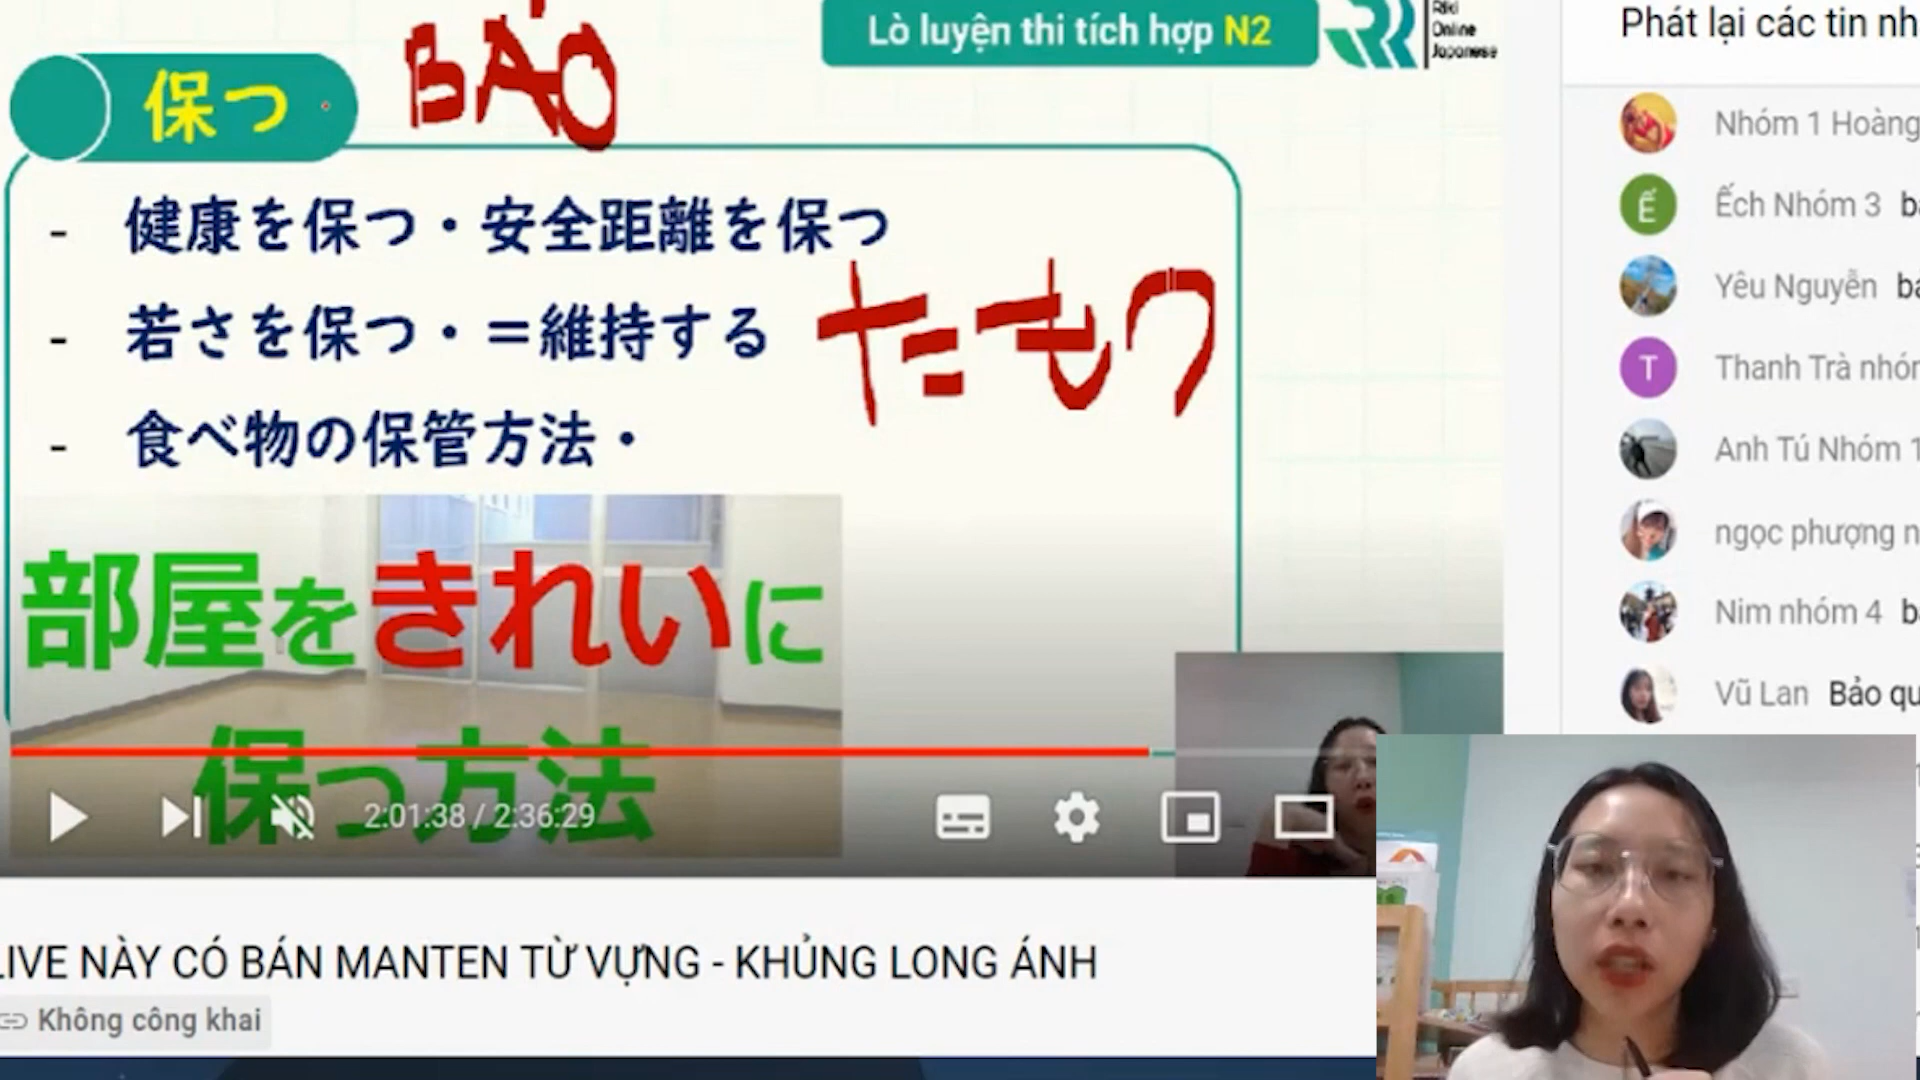 BẢO
Lò luyện thi tích hợp N2
Riki
Online
Japanese
保つ
- 健康を保つ・安全距離を保つ
- 若さを保つ・＝維持する
たもつ
- 食べ物の保管方法・
部屋をきれいに
保つ方法
2:01:38 / 2:36:29
LIVE NÀY CÓ BÁN MANTEN TỪ VỰNG - KHỦNG LONG ÁNH
Không công khai
Phát lại các tin nh
Nhóm 1 Hoàng
Ế
Ếch Nhóm 3 b
Yêu Nguyễn ba
T
Thanh Trà nhóm
Anh Tú Nhóm 1
ngọc phượng n
Nim nhóm 4 b
Vũ Lan Bảo qu